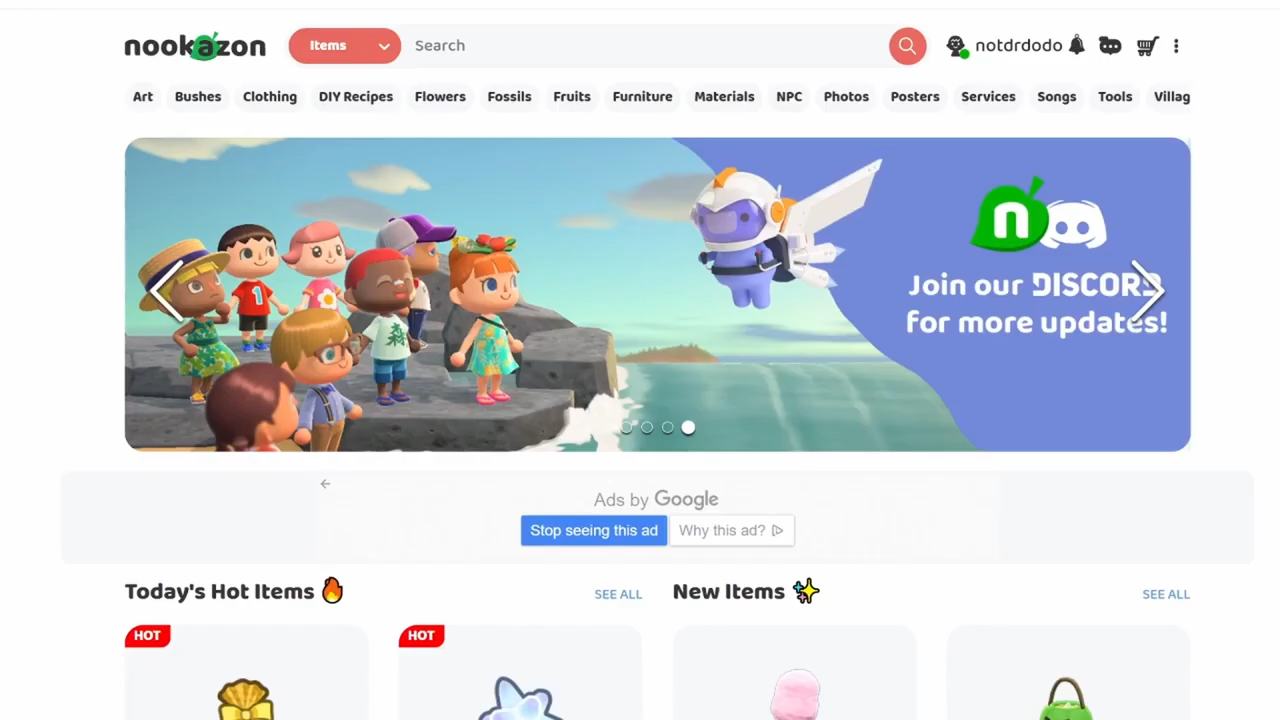 nookazon
Items
Search
notdrdodo
Art
Bushes
Clothing
DIY Recipes
Flowers
Fossils
Fruits
Furniture
Materials
NPC
Photos
Posters
Services
Songs
Tools
Villag
1
n
Join our DISCORD
for more updates!
Ads by Google
Stop seeing this ad
Why this ad?
Today's Hot Items
SEE ALL
New Items
SEE ALL
HOT
HOT